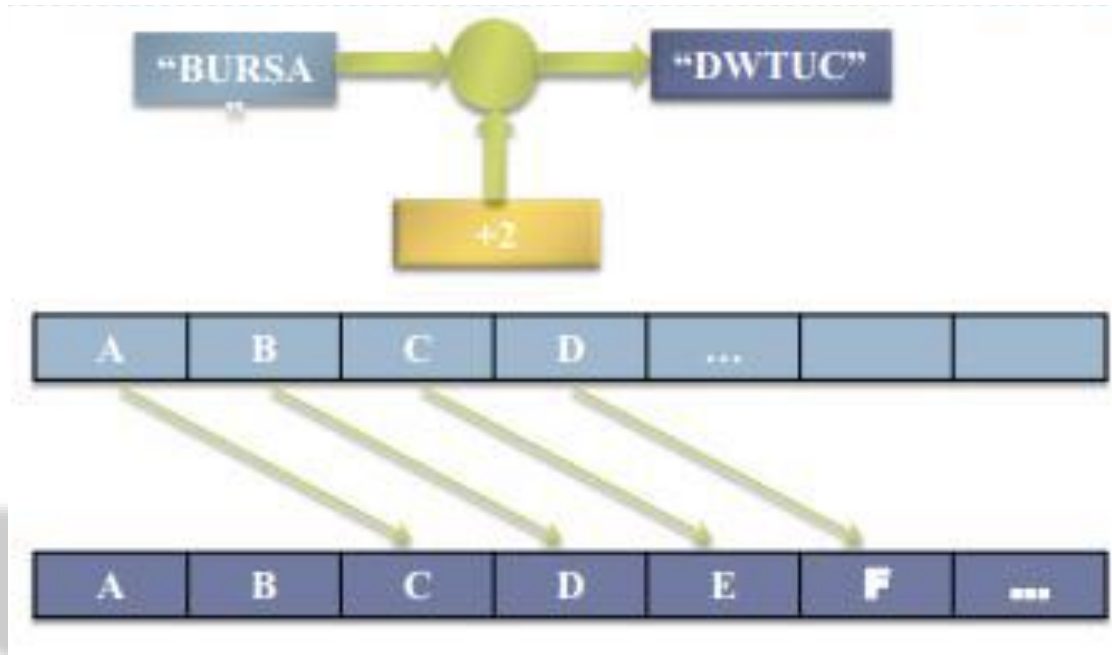 “BURSA
”
“DWTUC”
+2
A B C D ...
A B C D E F ...